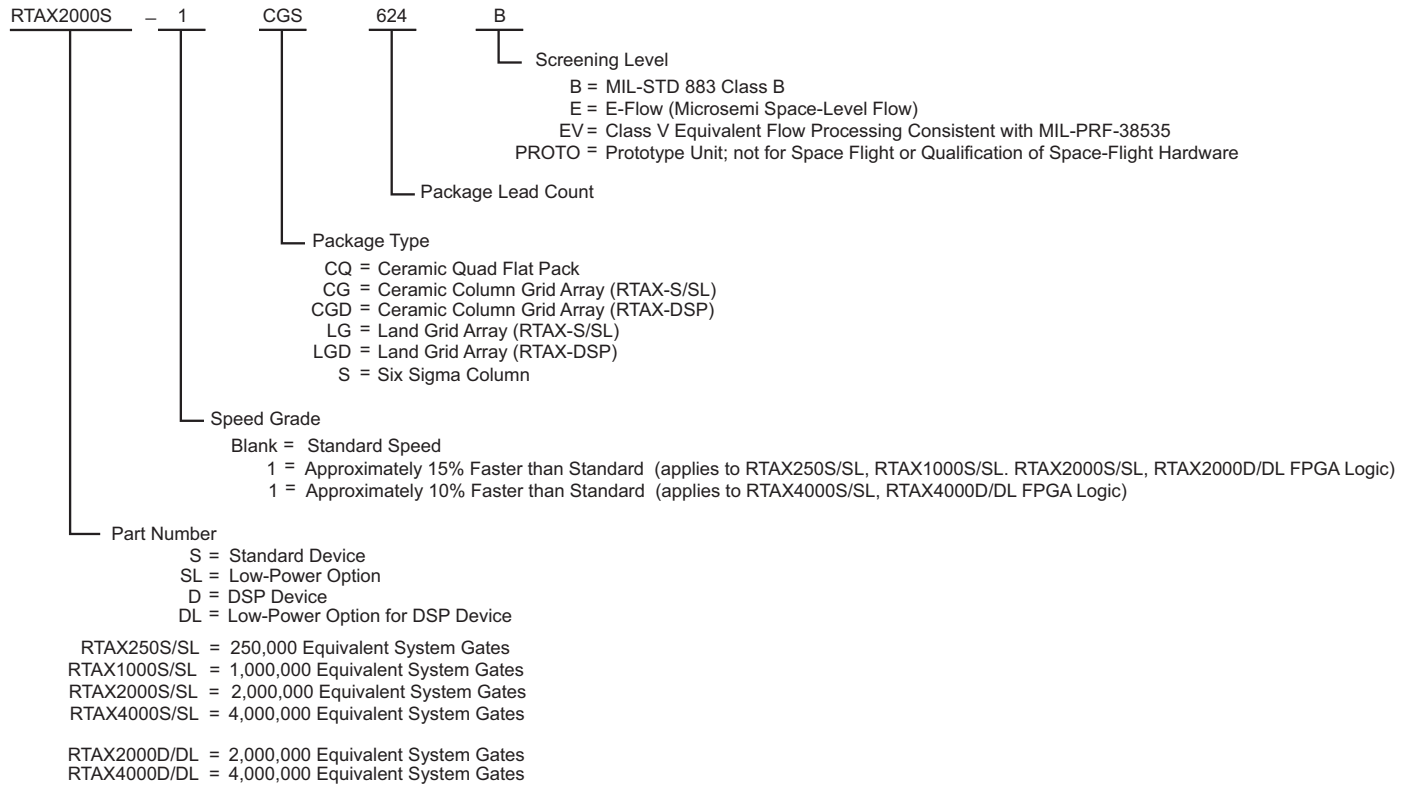 RTAX2000S – 1 CGS 624 B
Screening Level
B = MIL-STD 883 Class B
E = E-Flow (Microsemi Space-Level Flow)
EV = Class V Equivalent Flow Processing Consistent with MIL-PRF-38535
PROTO = Prototype Unit; not for Space Flight or Qualification of Space-Flight Hardware
Package Lead Count
Package Type
CQ = Ceramic Quad Flat Pack
CG = Ceramic Column Grid Array (RTAX-S/SL)
CGD = Ceramic Column Grid Array (RTAX-DSP)
LG = Land Grid Array (RTAX-S/SL)
LGD = Land Grid Array (RTAX-DSP)
S = Six Sigma Column
Speed Grade
Blank = Standard Speed
1 = Approximately 15% Faster than Standard (applies to RTAX250S/SL, RTAX1000S/SL. RTAX2000S/SL, RTAX2000D/DL FPGA Logic)
1 = Approximately 10% Faster than Standard (applies to RTAX4000S/SL, RTAX4000D/DL FPGA Logic)
Part Number
S = Standard Device
SL = Low-Power Option
D = DSP Device
DL = Low-Power Option for DSP Device
RTAX250S/SL = 250,000 Equivalent System Gates
RTAX1000S/SL = 1,000,000 Equivalent System Gates
RTAX2000S/SL = 2,000,000 Equivalent System Gates
RTAX4000S/SL = 4,000,000 Equivalent System Gates
RTAX2000D/DL = 2,000,000 Equivalent System Gates
RTAX4000D/DL = 4,000,000 Equivalent System Gates